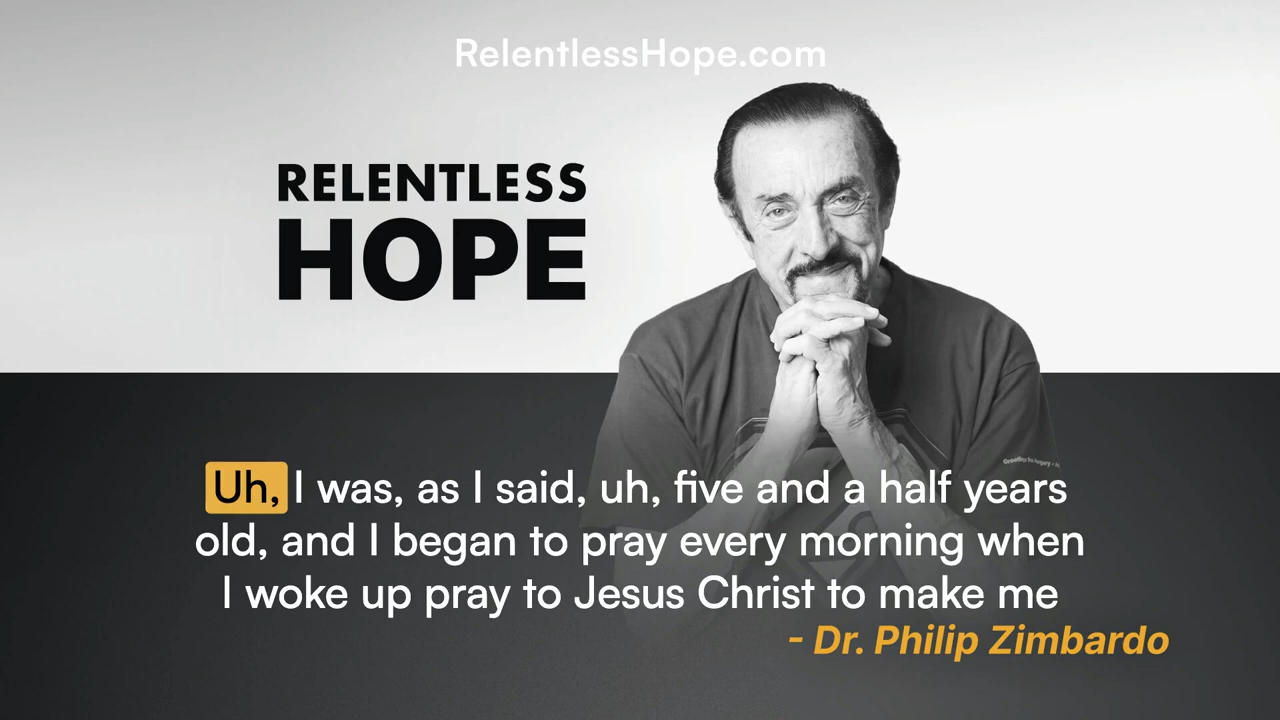 RelentlessHope.com
RELENTLESS
HOPE
Uh, I was, as I said, uh, five and a half years
old, and I began to pray every morning when
I woke up pray to Jesus Christ to make me
- Dr. Philip Zimbardo